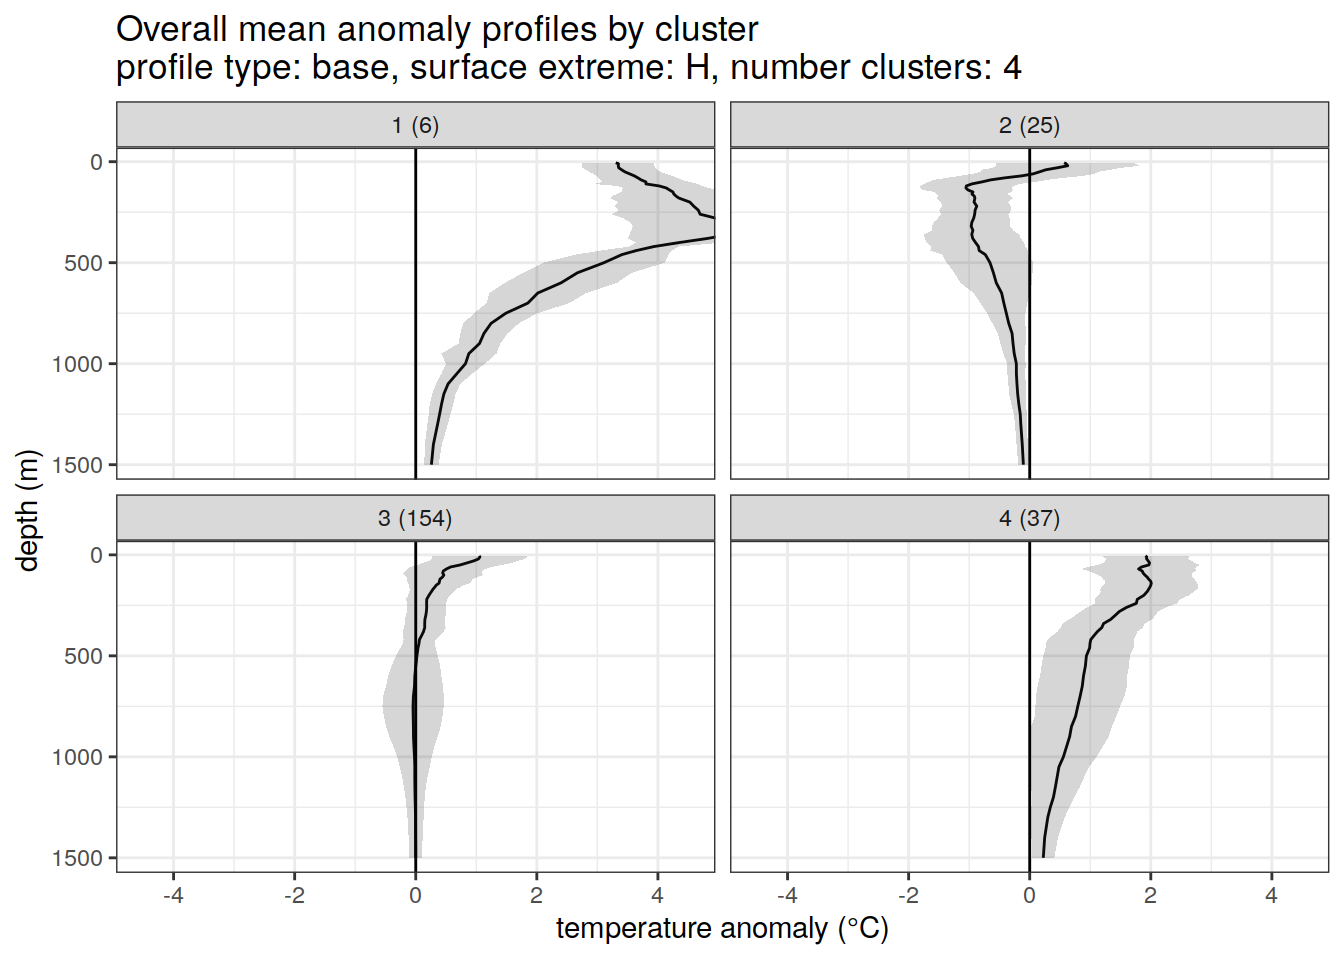 Overall mean anomaly profiles by cluster
profile type: base, surface extreme: H, number clusters: 4
1 (6)
2 (25)
0
500
1000
1500
3 (154)
4 (37)
0
500
1000
1500
depth (m)
-4 -2 0 2 4
-4 -2 0 2 4
temperature anomaly (°C)